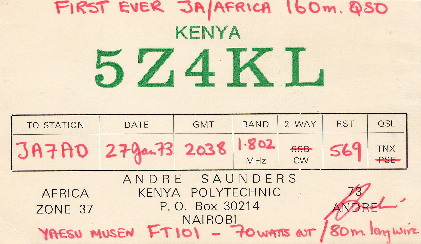 FIRST EVER JA/AFRICA 160m. QSO
KENYA
5Z4KL
TO STATION DATE GMT BAND 2 WAY RST QSL
JA7AO 27 Jan 73 2038 1.802 MHz SSB CW 569 TNX PSE
ANDRE SAUNDERS
AFRICA KENYA POLYTECHNIC 73
ZONE 37 P. O. Box 30214 ANDRE
NAIROBI
YAESU MUSEN FT101 - 70 WATTS OUT / 80m long wire